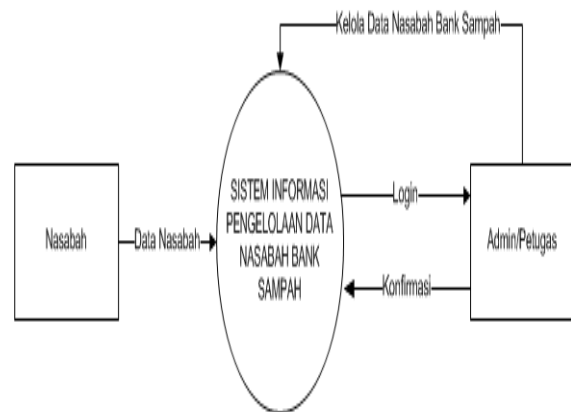 Kelola Data Nasabah Bank Sampah
Nasabah
Data Nasabah
SISTEM INFORMASI
PENGELOLAAN DATA
NASABAH BANK
SAMPAH
Login
Konfirmasi
Admin/Petugas